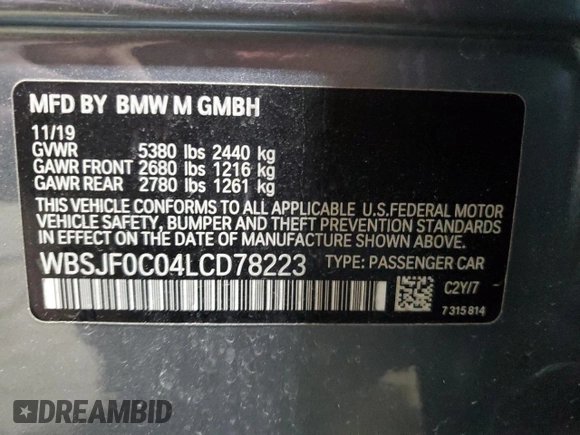 MFD BY BMW M GMBH
11/19
GVWR 5380 lbs 2440 kg
GAWR FRONT 2680 lbs 1216 kg
GAWR REAR 2780 lbs 1261 kg
THIS VEHICLE CONFORMS TO ALL APPLICABLE U.S.FEDERAL MOTOR
VEHICLE SAFETY, BUMPER AND THEFT PREVENTION STANDARDS
IN EFFECT ON THE DATE OF MANUFACTURE SHOWN ABOVE.
WBSJF0C04LCD78223 TYPE: PASSENGER CAR
C2Y/7
7315814
DREAMBID